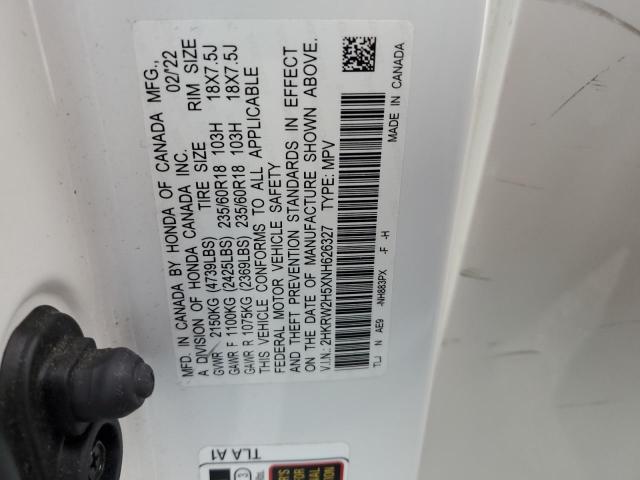 MFD. IN CANADA BY HONDA OF CANADA MFG.,
A DIVISION OF HONDA CANADA INC. 02/22
TIRE SIZE RIM SIZE
GVWR 2150KG (4739LBS)
GAWR F 1100KG (2425LBS) 235/60R18 103H 18X7.5J
GAWR R 1075KG (2369LBS) 235/60R18 103H 18X7.5J
THIS VEHICLE CONFORMS TO ALL APPLICABLE
FEDERAL MOTOR VEHICLE SAFETY
AND THEFT PREVENTION STANDARDS IN EFFECT
ON THE DATE OF MANUFACTURE SHOWN ABOVE.
V.I.N.: 2HKRW2H5XNH626327 TYPE: MPV
TLJ N AE9 -NH883PX -F -H
MADE IN CANADA
TLA A1